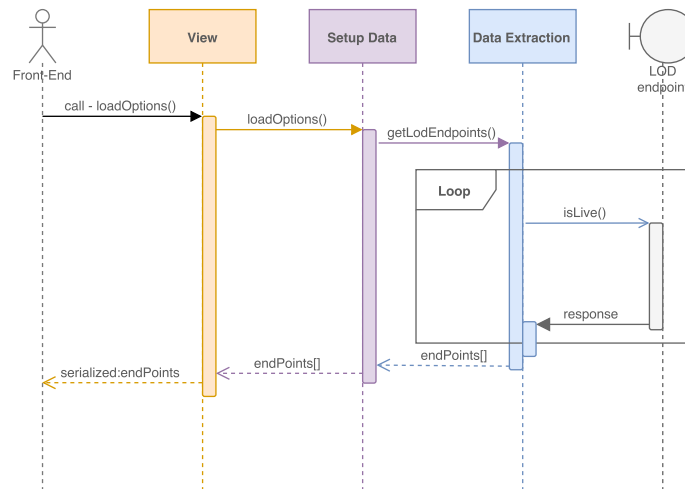 View
Setup Data
Data Extraction
Front-End
LOD
endpoint
call - loadOptions()
loadOptions()
getLodEndpoints()
Loop
isLive()
response
endPoints[]
endPoints[]
serialized:endPoints